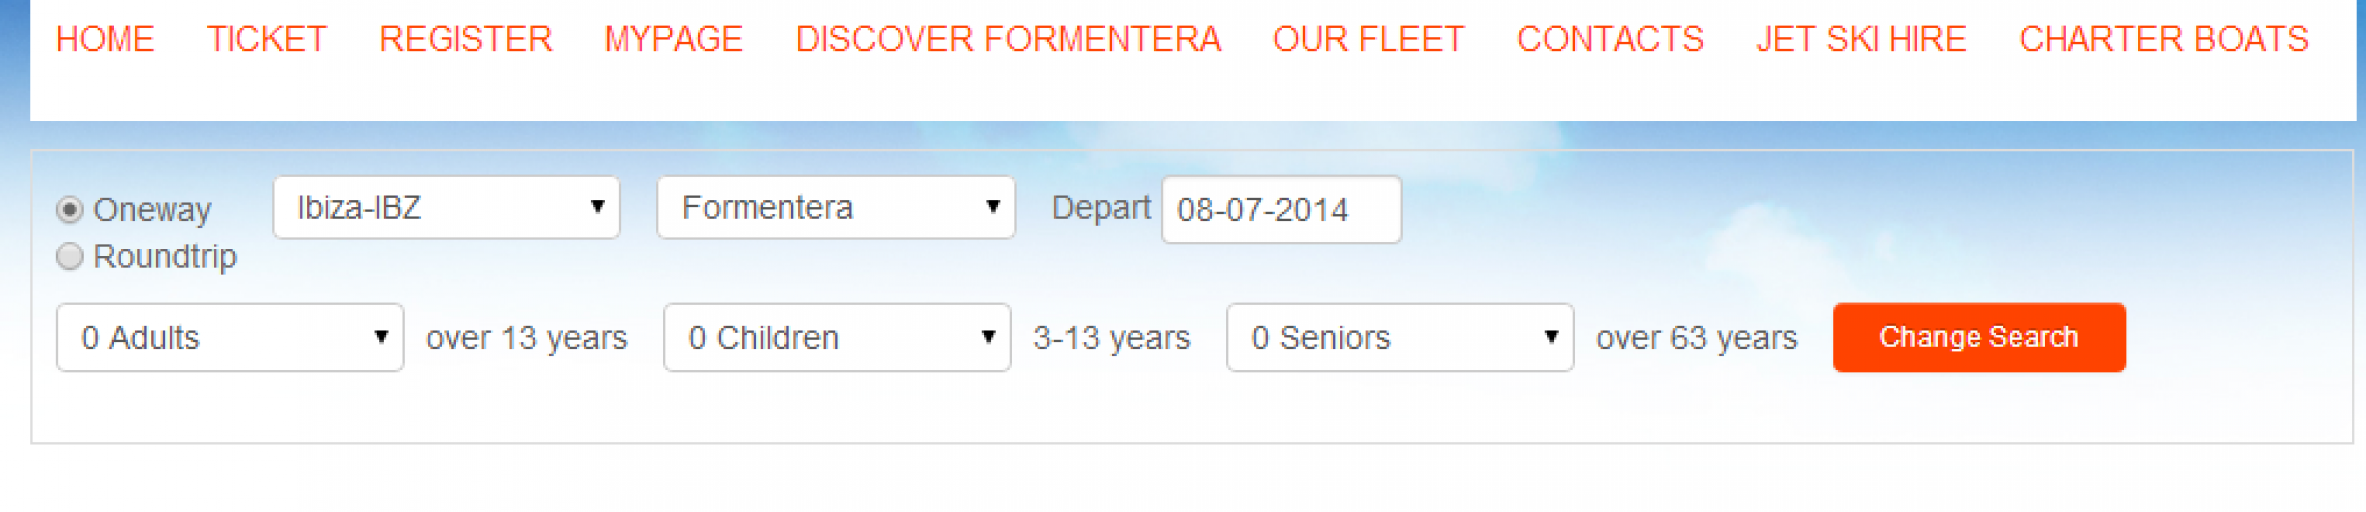 HOME TICKET REGISTER MYPAGE DISCOVER FORMENTERA OUR FLEET CONTACTS JET SKI HIRE CHARTER BOATS
Oneway Ibiza-IBZ Formentera Depart 08-07-2014
Roundtrip
0 Adults over 13 years 0 Children 3-13 years 0 Seniors over 63 years Change Search